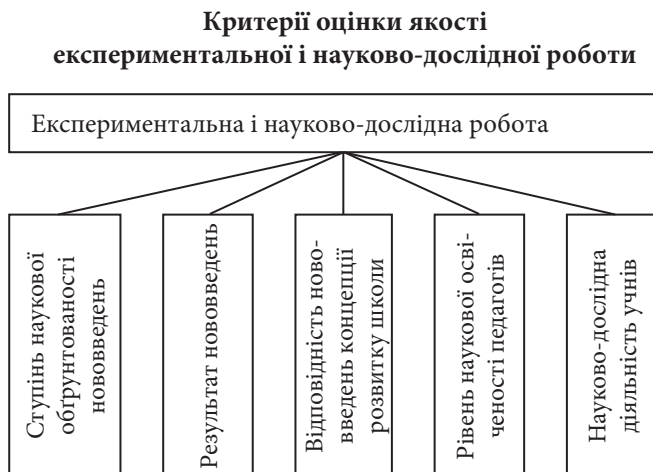 Критерії оцінки якості
експериментальної і науково-дослідної роботи
Експериментальна і науково-дослідна робота
Ступінь наукової
обґрунтованості
нововведень
Результат нововведень
Відповідність ново-
введень концепції
розвитку школи
Рівень наукової осві-
ченості педагогів
Науково-дослідна
діяльність учнів